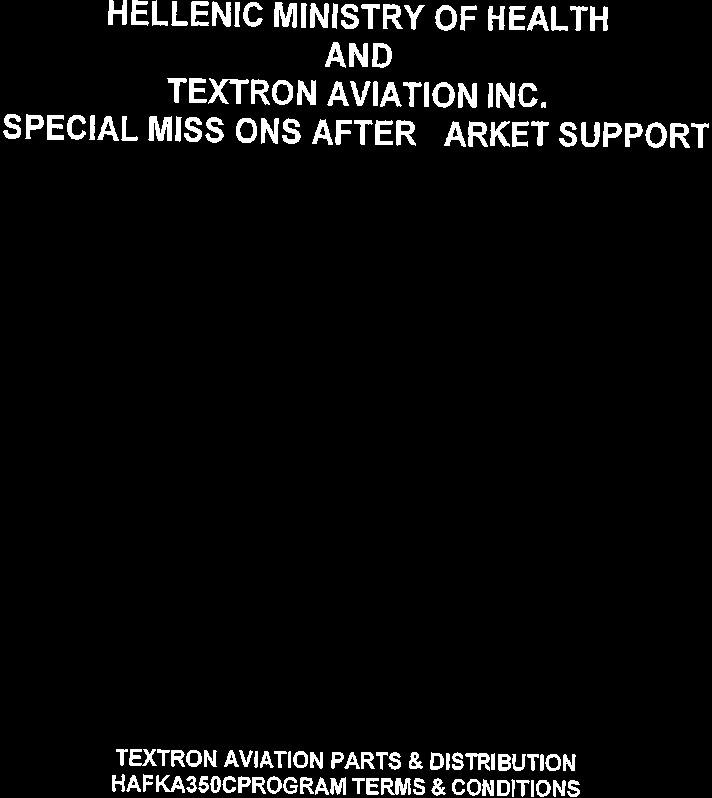 HELLENIC MINISTRY OF HEALTH
AND
TEXTRON AVIATION INC.
SPECIAL MISS ONS AFTER ARKET SUPPORT
TEXTRON AVIATION PARTS & DISTRIBUTION
HAFKA350CPROGRAM TERMS & CONDITIONS